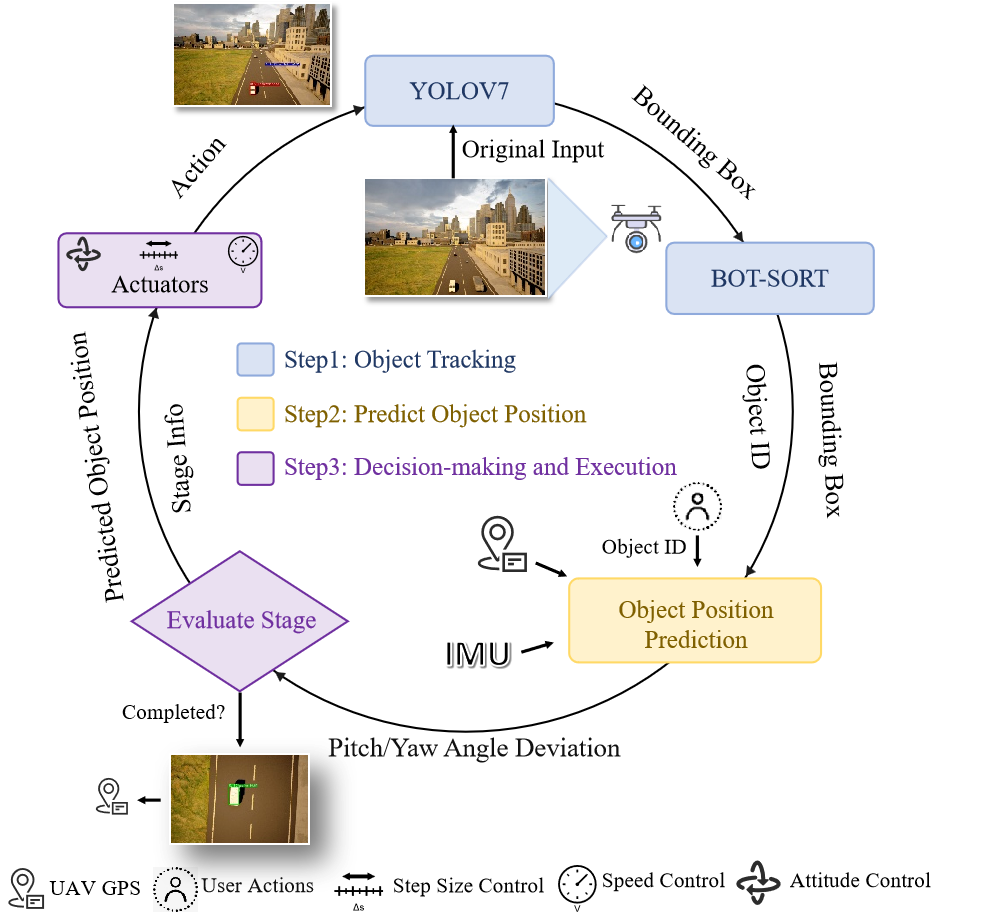 YOLOV7
Original Input
Bounding Box
Action
Δs
V
Actuators
BOT-SORT
Predicted Object Position
Stage Info
Step1: Object Tracking
Step2: Predict Object Position
Step3: Decision-making and Execution
Object ID
Bounding Box
Object ID
IMU
Object Position
Prediction
Evaluate Stage
Completed?
Pitch/Yaw Angle Deviation
UAV GPS
User Actions
Δs
Step Size Control
V
Speed Control
Attitude Control